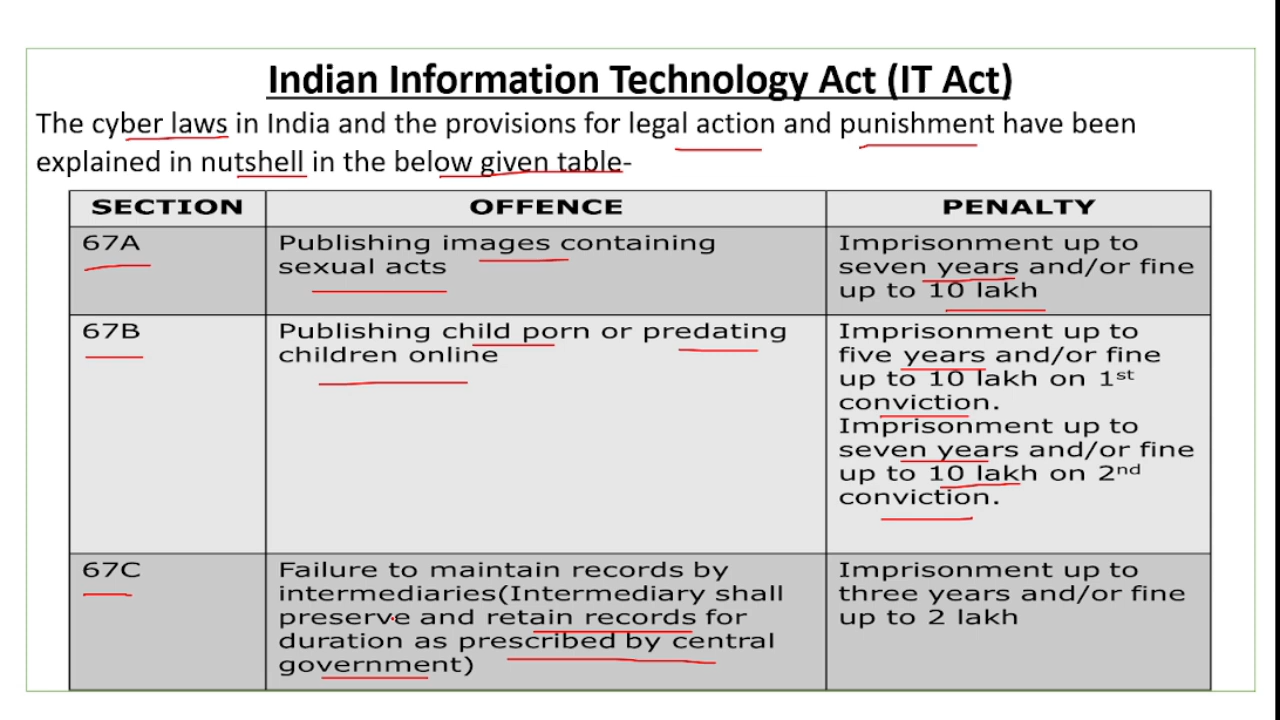 Indian Information Technology Act (IT Act)
The cyber laws in India and the provisions for legal action and punishment have been
explained in nutshell in the below given table-
SECTION OFFENCE PENALTY
67A
Publishing images containing
sexual acts
Imprisonment up to
seven years and/or fine
up to 10 lakh
67B
Publishing child porn or predating
children online
Imprisonment up to
five years and/or fine
up to 10 lakh on 1st
conviction.
Imprisonment up to
seven years and/or fine
up to 10 lakh on 2nd
conviction.
67C
Failure to maintain records by
intermediaries(Intermediary shall
preserve and retain records for
duration as prescribed by central
government)
Imprisonment up to
three years and/or fine
up to 2 lakh